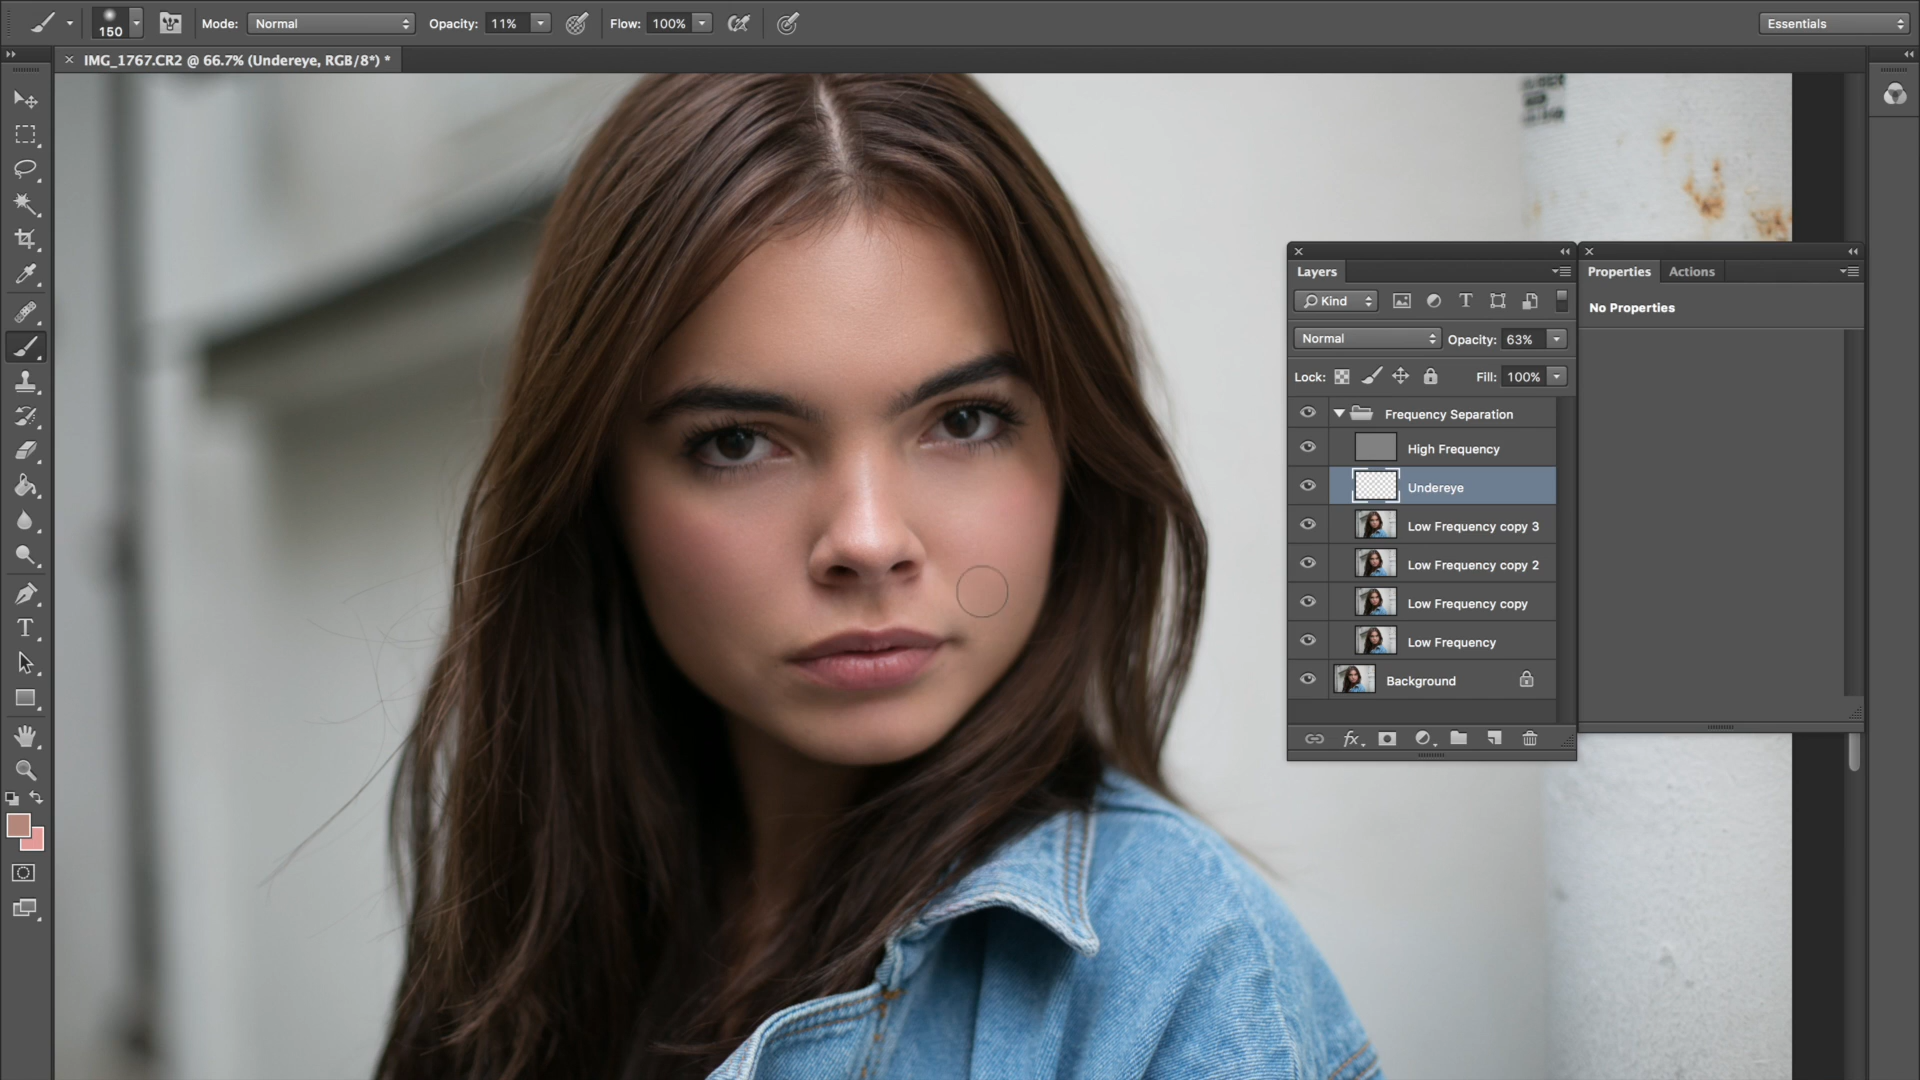 150
Mode: Normal
Opacity: 11%
Flow: 100%
Essentials
IMG_1767.CR2 @ 66.7% (Undereye, RGB/8*) *
Layers
Kind
T
Normal
Opacity: 63%
Lock:
Fill: 100%
Frequency Separation
High Frequency
Undereye
Low Frequency copy 3
Low Frequency copy 2
Low Frequency copy
Low Frequency
Background
fx
Properties
Actions
No Properties
T